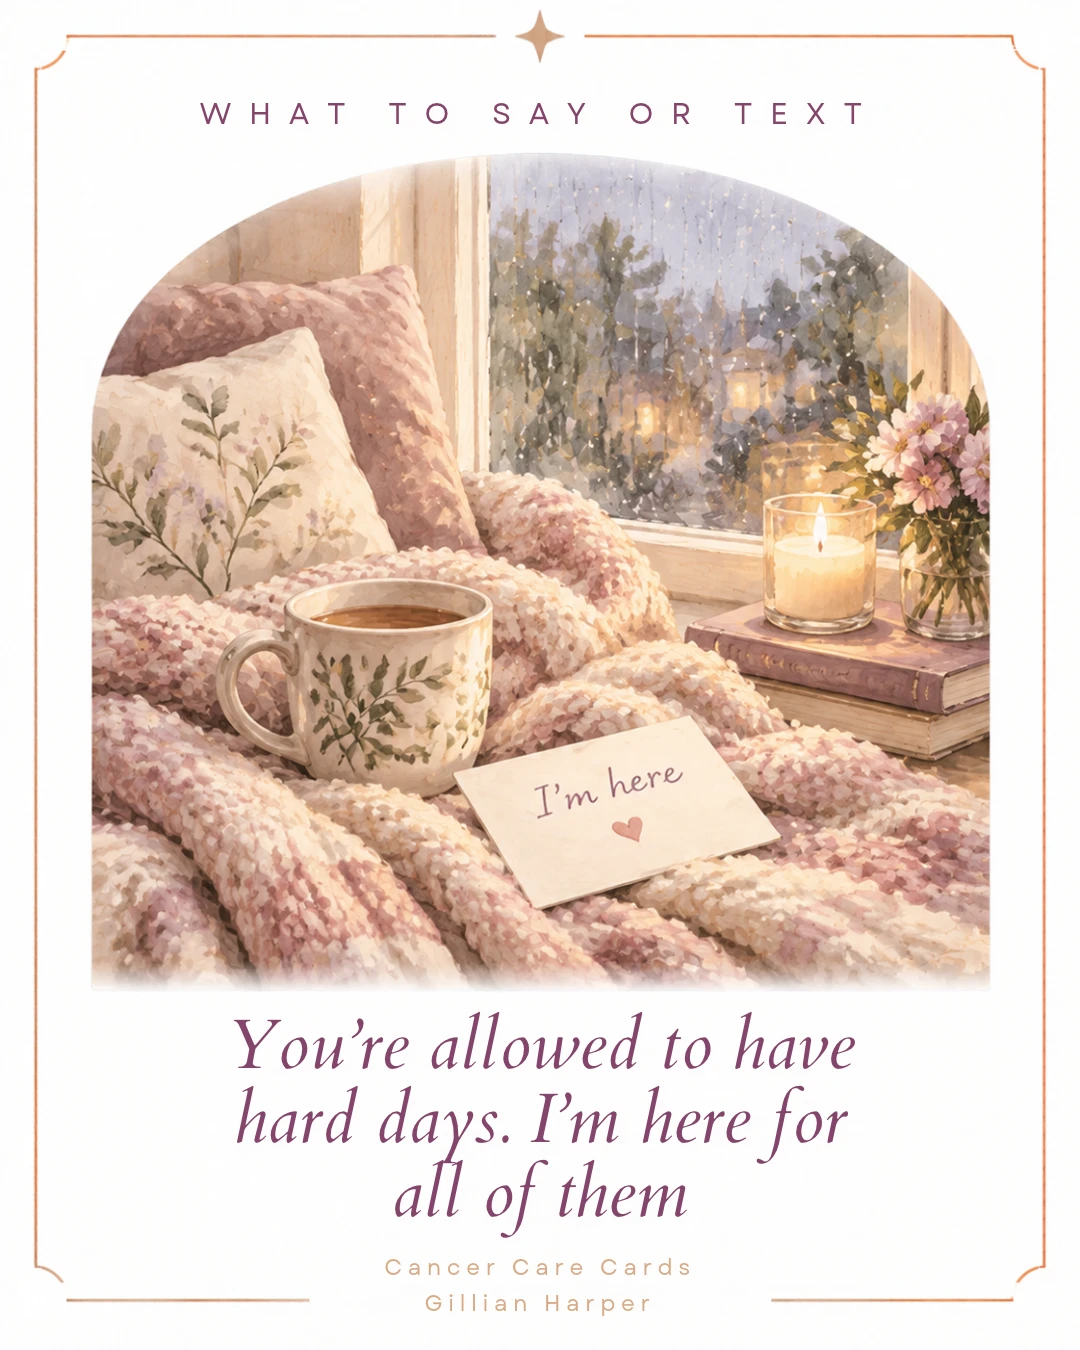 WHAT TO SAY OR TEXT
I'm here
You're allowed to have
hard days. I'm here for
all of them
Cancer Care Cards
Gillian Harper